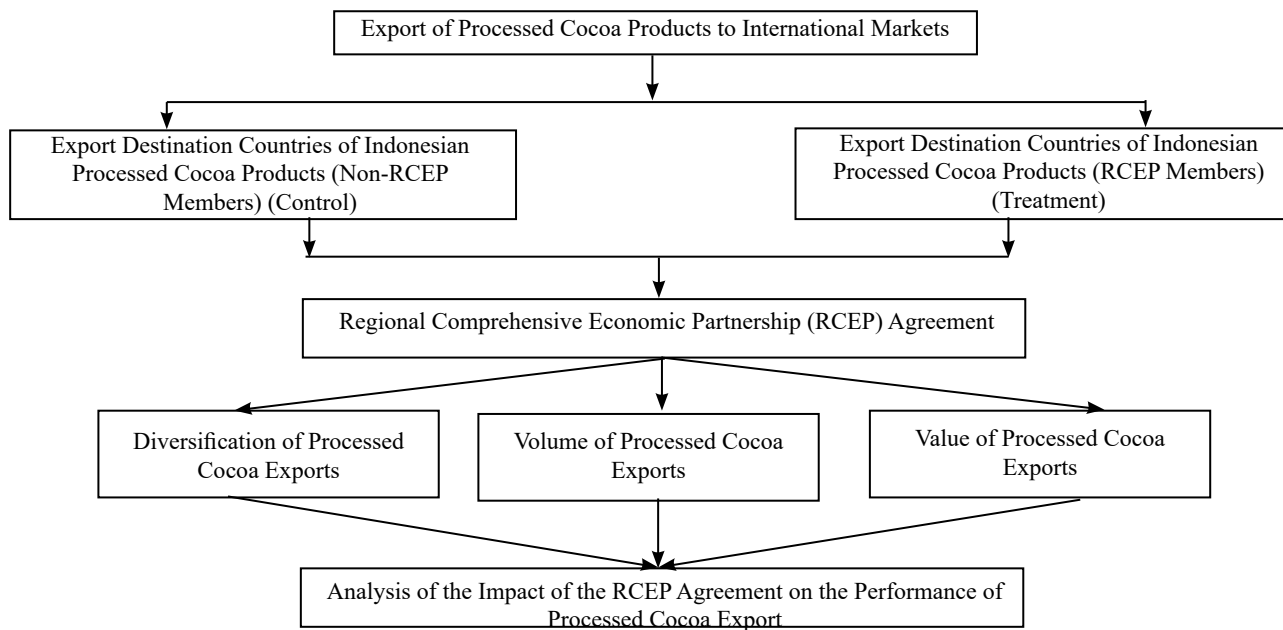 Export of Processed Cocoa Products to International Markets
Export Destination Countries of Indonesian
Processed Cocoa Products (Non-RCEP
Members) (Control)
Export Destination Countries of Indonesian
Processed Cocoa Products (RCEP Members)
(Treatment)
Regional Comprehensive Economic Partnership (RCEP) Agreement
Diversification of Processed
Cocoa Exports
Volume of Processed Cocoa
Exports
Value of Processed Cocoa
Exports
Analysis of the Impact of the RCEP Agreement on the Performance of
Processed Cocoa Export